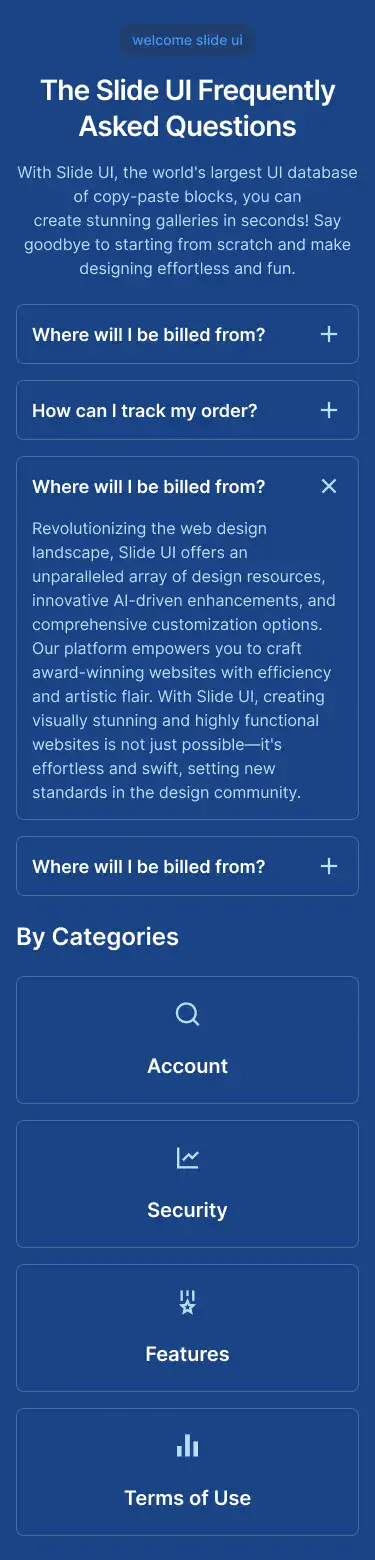 welcome slide ui
The Slide UI Frequently
Asked Questions
With Slide UI, the world's largest UI database
of copy-paste blocks, you can
create stunning galleries in seconds! Say
goodbye to starting from scratch and make
designing effortless and fun.
Where will I be billed from?
How can I track my order?
Where will I be billed from?
Revolutionizing the web design
landscape, Slide UI offers an
unparalleled array of design resources,
innovative AI-driven enhancements, and
comprehensive customization options.
Our platform empowers you to craft
award-winning websites with efficiency
and artistic flair. With Slide UI, creating
visually stunning and highly functional
websites is not just possible—it's
effortless and swift, setting new
standards in the design community.
Where will I be billed from?
By Categories
Account
Security
Features
Terms of Use